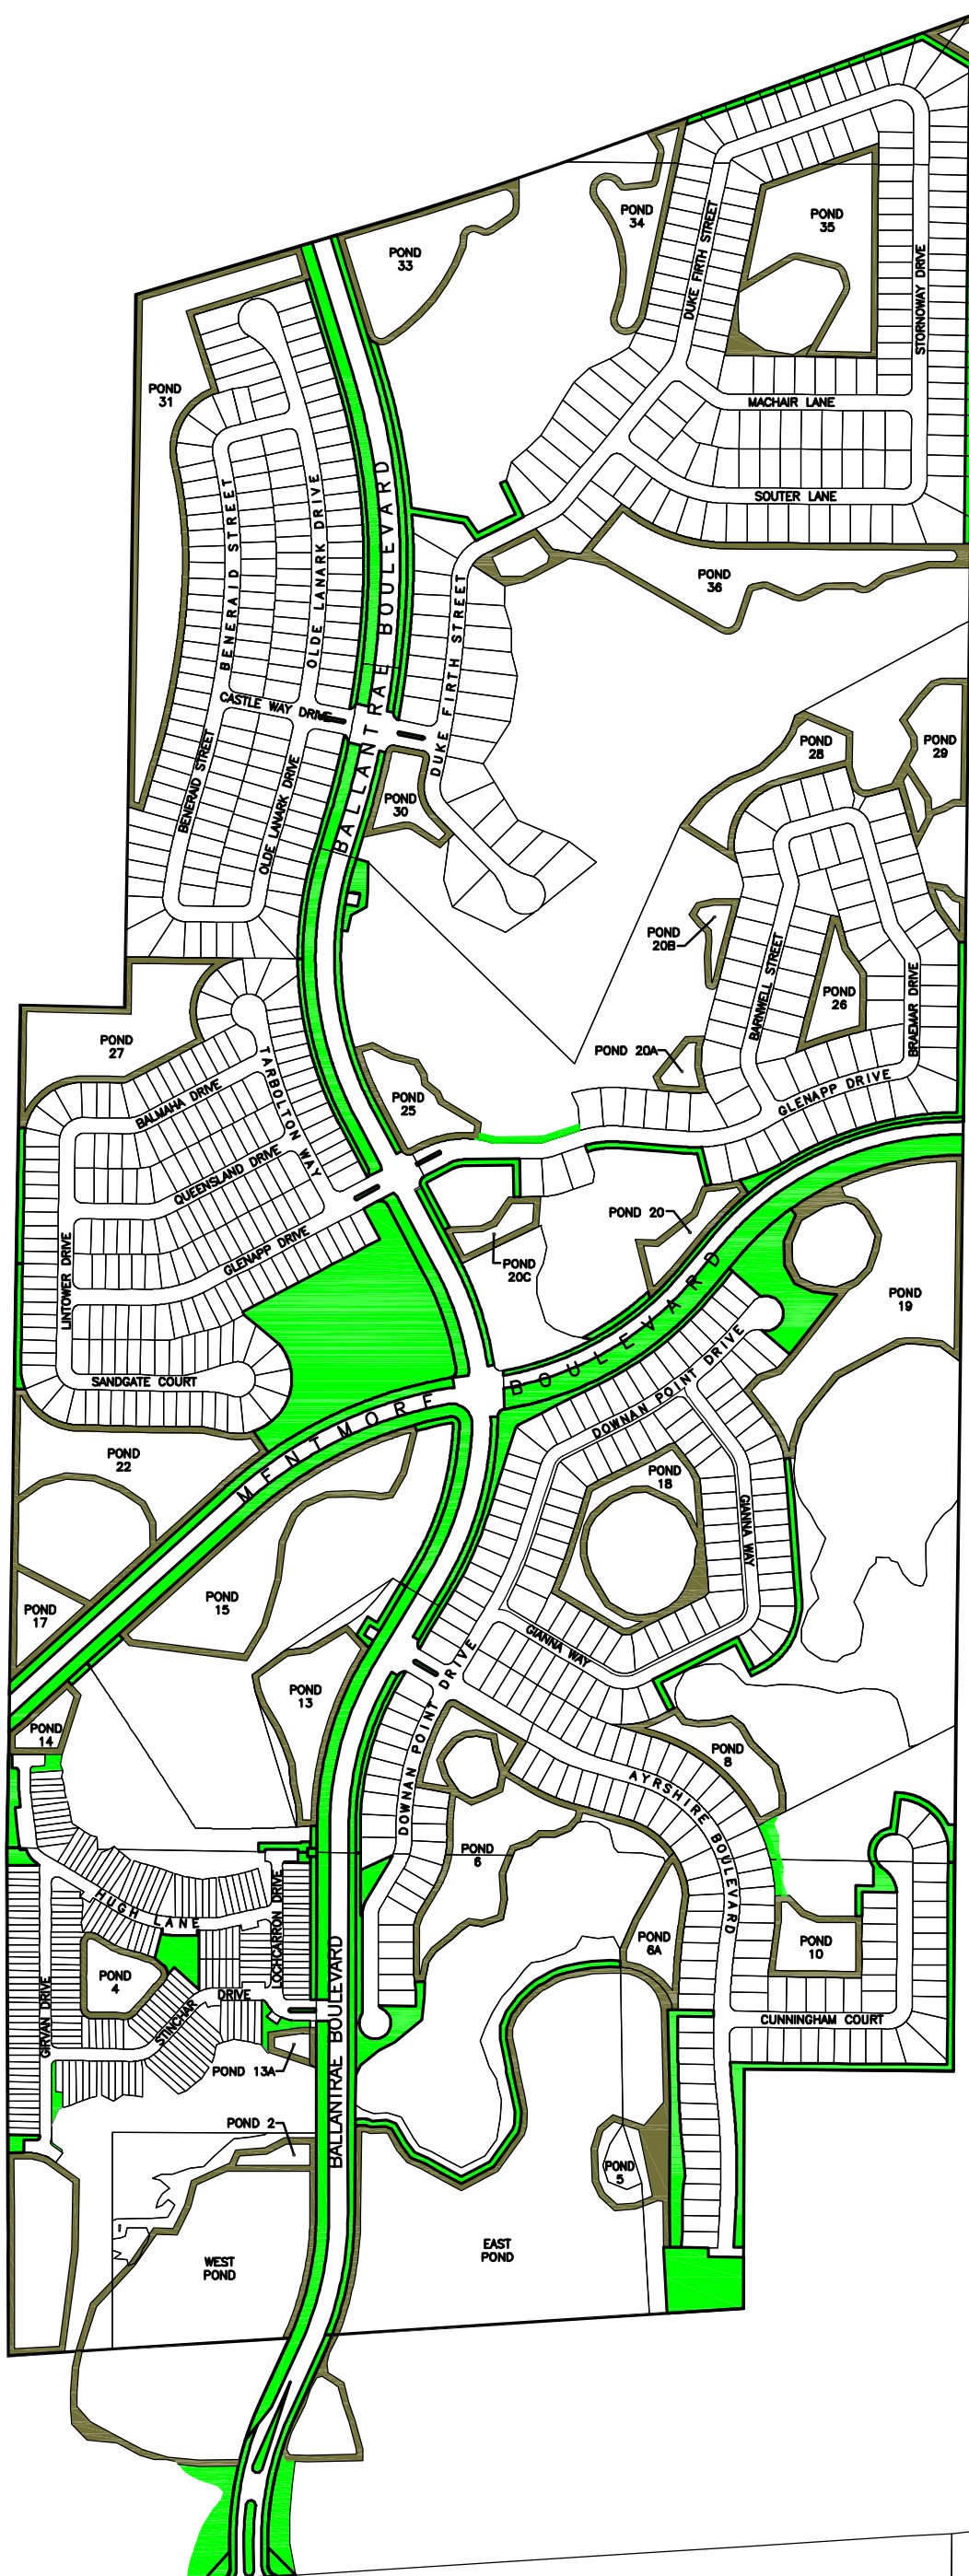 POND
33
POND
34
POND
35
DUKE FIRTH STREET
STORNOWAY DRIVE
POND
31
MACHAIR LANE
SOUTER LANE
BENERAID STREET
OLDE LANARK DRIVE
BALLANTRAE BOULEVARD
DUKE FIRTH STREET
POND
36
CASTLE WAY DRIVE
BENERAID STREET
OLDE LANARK DRIVE
POND
30
POND
28
POND
29
POND
20B
BARNWELL STREET
POND
26
BRAEMAR DRIVE
POND
27
TARBOLTON WAY
BALMAHA DRIVE
POND 20A
POND
25
GLENAPP DRIVE
QUEENSLAND DRIVE
GLENAPP DRIVE
LINTOWER DRIVE
POND 20
POND
20C
POND
19
SANDGATE COURT
MENTMORE BOULEVARD
DOWNAN POINT DRIVE
POND
22
POND
18
GIANNA WAY
POND
17
POND
15
GIANNA WAY
POND
13
DOWNAN POINT DRIVE
POND
14
POND
8
AYRSHIRE BOULEVARD
POND
6
HUGH LANE
LOCHCARRON DRIVE
POND
6A
POND
10
POND
4
GIRVAN DRIVE
STINCHAR DRIVE
BALLANTRAE BOULEVARD
CUNNINGHAM COURT
POND 13A
POND 2
POND
5
WEST
POND
EAST
POND